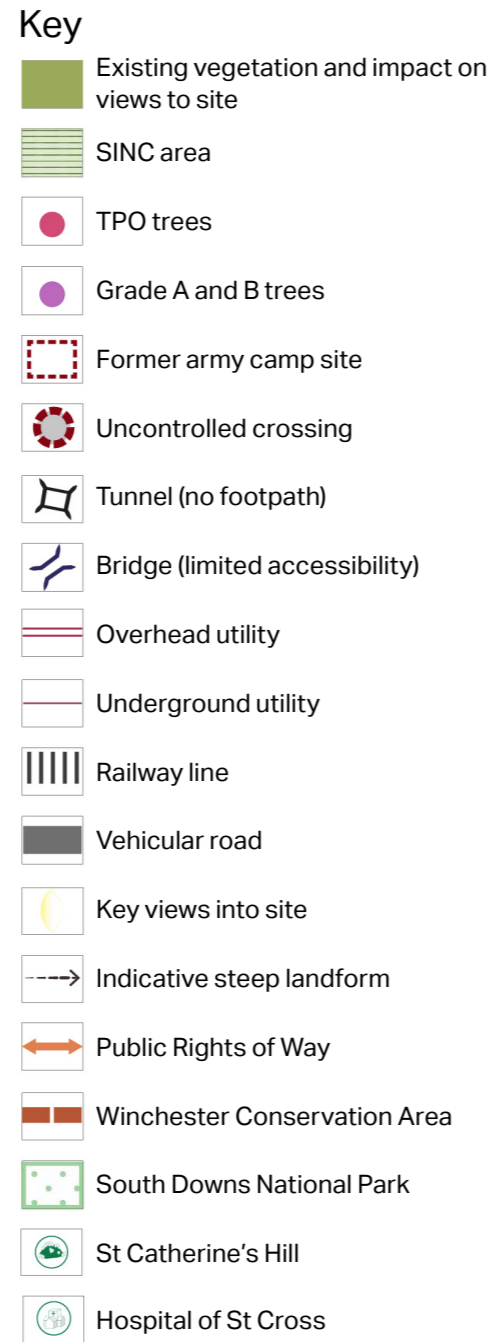 Key
Existing vegetation and impact on
views to site
SINC area
TPO trees
Grade A and B trees
Former army camp site
Uncontrolled crossing
Tunnel (no footpath)
Bridge (limited accessibility)
Overhead utility
Underground utility
Railway line
Vehicular road
Key views into site
Indicative steep landform
Public Rights of Way
Winchester Conservation Area
South Downs National Park
St Catherine's Hill
Hospital of St Cross